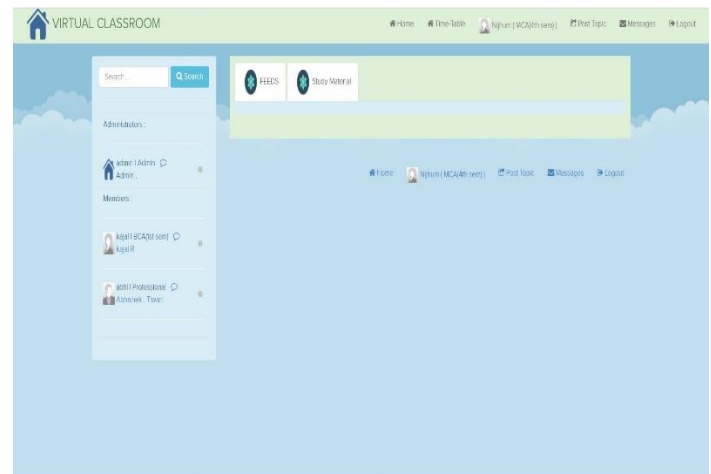 VIRTUAL CLASSROOM Home Time-Table Nijhum ( MCA(4th sem) ) Post Topic Messages Logout
Search... Search
FEEDS Study Material
Administrators :
admin | Admin
Admin .
Home Nijhum ( MCA(4th sem) ) Post Topic Messages Logout
Members :
kajal | BCA(1st sem)
kajal R
| Professional
Abhishek . Tiwari